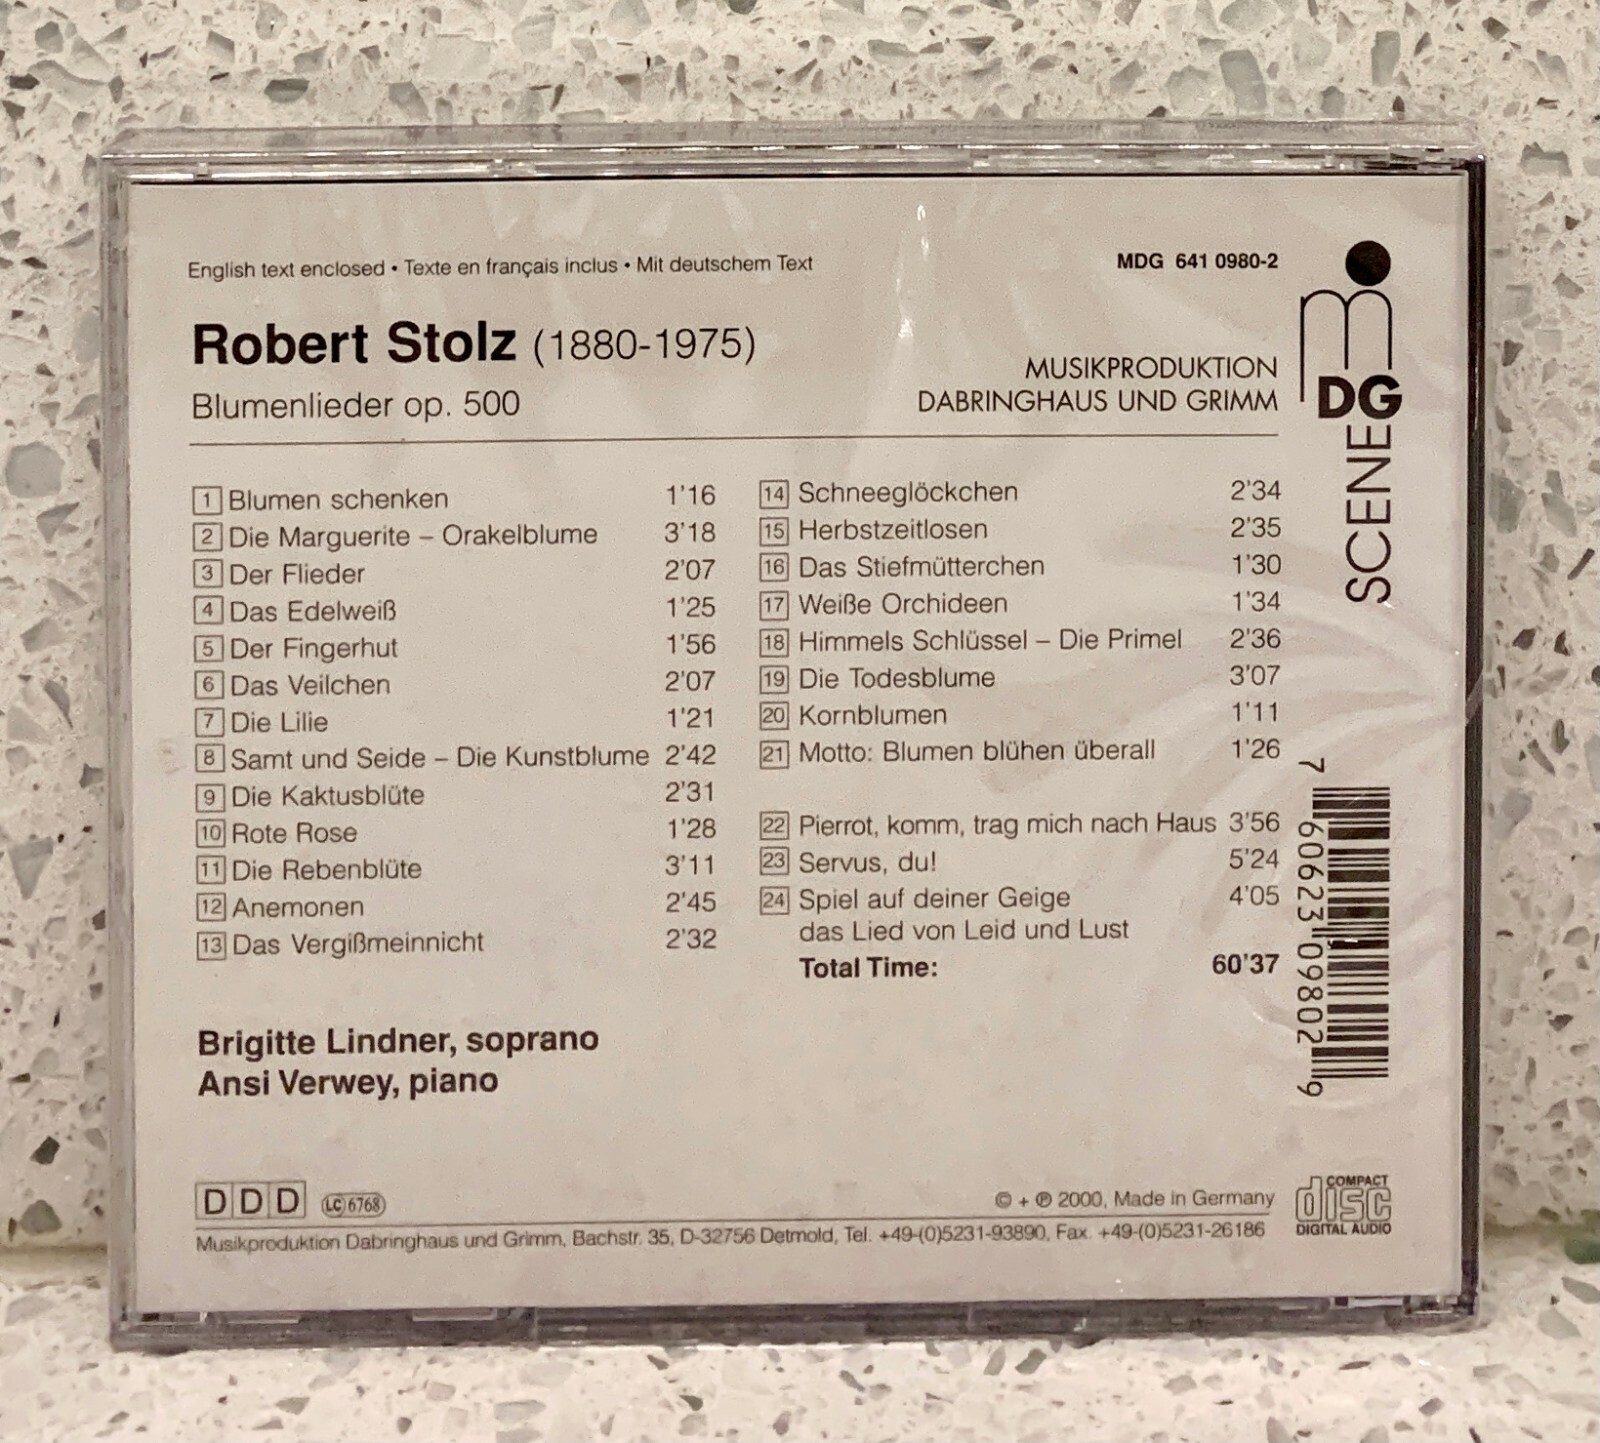 English text enclosed • Texte en français inclus • Mit deutschem Text
MDG 641 0980-2
Robert Stolz (1880-1975)
Blumenlieder op. 500
MUSIKPRODUKTION
DABRINGHAUS UND GRIMM
DG
SCENE
1 Blumen schenken 1'16
2 Die Marguerite – Orakelblume 3'18
3 Der Flieder 2'07
4 Das Edelweiß 1'25
5 Der Fingerhut 1'56
6 Das Veilchen 2'07
7 Die Lilie 1'21
8 Samt und Seide – Die Kunstblume 2'42
9 Die Kaktusblüte 2'31
10 Rote Rose 1'28
11 Die Rebenblüte 3'11
12 Anemonen 2'45
13 Das Vergißmeinnicht 2'32
14 Schneeglöckchen 2'34
15 Herbstzeitlosen 2'35
16 Das Stiefmütterchen 1'30
17 Weiße Orchideen 1'34
18 Himmels Schlüssel – Die Primel 2'36
19 Die Todesblume 3'07
20 Kornblumen 1'11
21 Motto: Blumen blühen überall 1'26
22 Pierrot, komm, trag mich nach Haus 3'56
23 Servus, du! 5'24
24 Spiel auf deiner Geige 4'05
das Lied von Leid und Lust
Total Time: 60'37
7 60623 09802 9
Brigitte Lindner, soprano
Ansi Verwey, piano
DDD LC 6768
© + ℗ 2000, Made in Germany
COMPACT
disc
DIGITAL AUDIO
Musikproduktion Dabringhaus und Grimm, Bachstr. 35, D-32756 Detmold, Tel. +49-(0)5231-93890, Fax. +49-(0)5231-26186